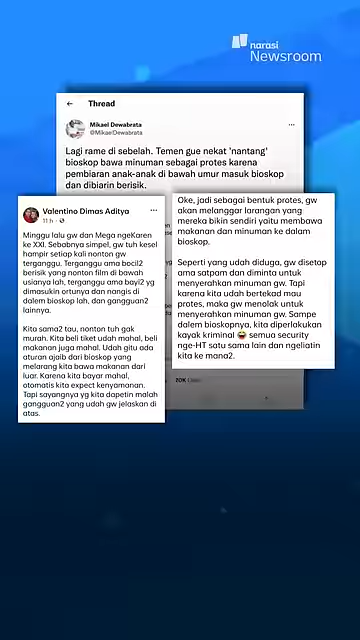 narasi
Newsroom
Thread
Mikael Dewabrata
@MikaelDewabrata
Lagi rame di sebelah. Temen gue nekat 'nantang'
bioskop bawa minuman sebagai protes karena
pembiaran anak-anak di bawah umur masuk bioskop
dan dibiarin berisik.
Valentino Dimas Aditya
11 h
Minggu lalu gw dan Mega ngeKaren
ke XXI. Sebabnya simpel, gw tuh kesel
hampir setiap kali nonton gw
terganggu. Terganggu ama bocil2
berisik yang nonton film di bawah
usianya lah, terganggu ama bayi2 yg
dimasukin ortunya dan nangis di
dalem bioskop lah, dan gangguan2
lainnya.
Kita sama2 tau, nonton tuh gak
murah. Kita beli tiket udah mahal, beli
makanan juga mahal. Udah gitu ada
aturan ajaib dari bioskop yang
melarang kita bawa makanan dari
luar. Karena kita bayar mahal,
otomatis kita expect kenyamanan.
Tapi sayangnya yg kita dapetin malah
gangguan2 yang udah gw jelaskan di
atas.
Oke, jadi sebagai bentuk protes, gw
akan melanggar larangan yang
mereka bikin sendiri yaitu membawa
makanan dan minuman ke dalam
bioskop.
Seperti yang udah diduga, gw disetop
ama satpam dan diminta untuk
menyerahkan minuman gw. Tapi
karena kita udah bertekad mau
protes, maka gw menolak untuk
menyerahkan minuman gw. Sampe
dalem bioskopnya. kita diperlakukan
kayak kriminal 😂 semua security
nge-HT satu sama lain dan ngeliatin
kita ke mana2.